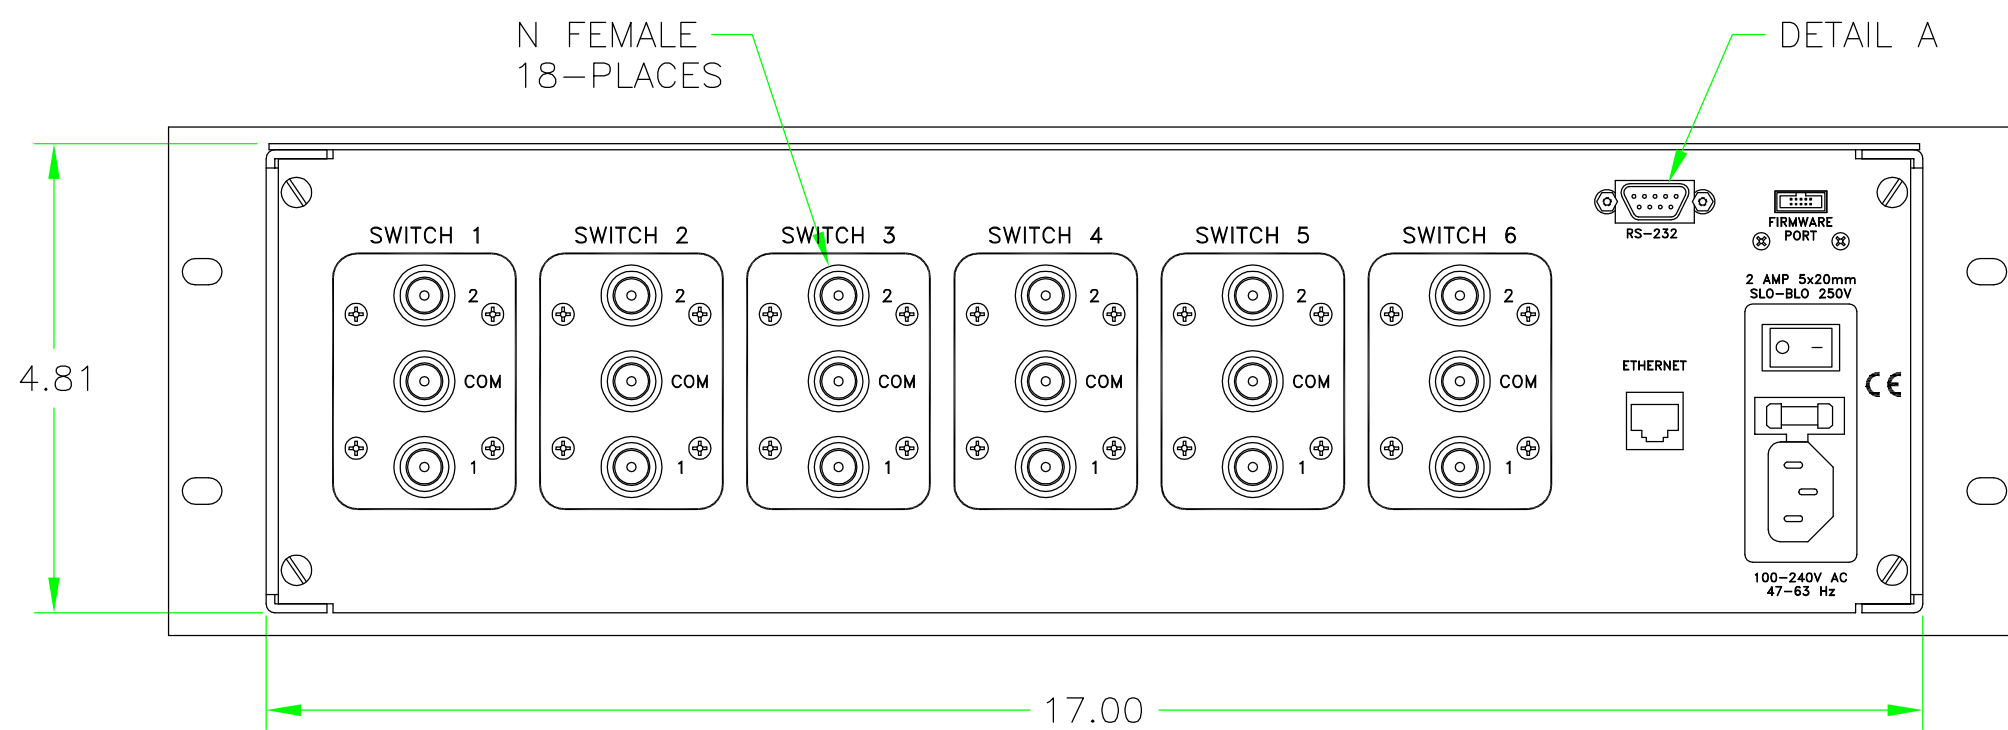 N FEMALE
18-PLACES
DETAIL A
RS-232
FIRMWARE
PORT
SWITCH 1
SWITCH 2
SWITCH 3
SWITCH 4
SWITCH 5
SWITCH 6
2 AMP 5x20mm
SLO-BLO 250V
2
2
2
2
2
2
4.81
COM
COM
COM
COM
COM
COM
ETHERNET
CE
1
1
1
1
1
1
100-240V AC
47-63 Hz
17.00